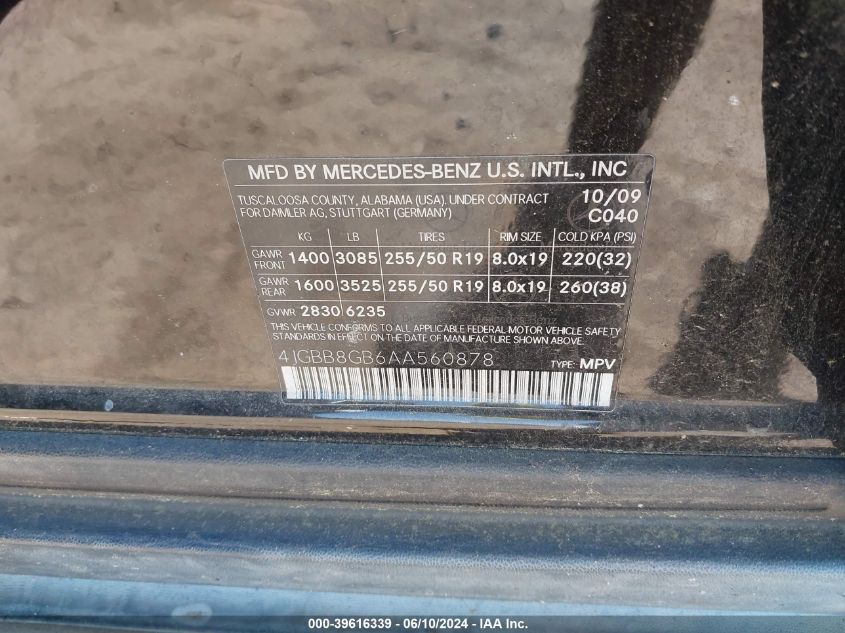 MFD BY MERCEDES-BENZ U.S. INTL., INC
TUSCALOOSA COUNTY, ALABAMA (USA). UNDER CONTRACT 10/09
FOR DAIMLER AG, STUTTGART (GERMANY) C040
KG LB TIRES RIM SIZE COLD KPA (PSI)
GAWR FRONT 1400 3085 255/50 R19 8.0x19 220(32)
GAWR REAR 1600 3525 255/50 R19 8.0x19 260(38)
GVWR 2830 6235
THIS VEHICLE CONFORMS TO ALL APPLICABLE FEDERAL MOTOR VEHICLE SAFETY
STANDARDS IN EFFECT ON THE DATE OF MANUFACTURE SHOWN ABOVE.
4JGBB8GB6AA560878 TYPE: MPV
000-39616339 - 06/10/2024 - IAA Inc.